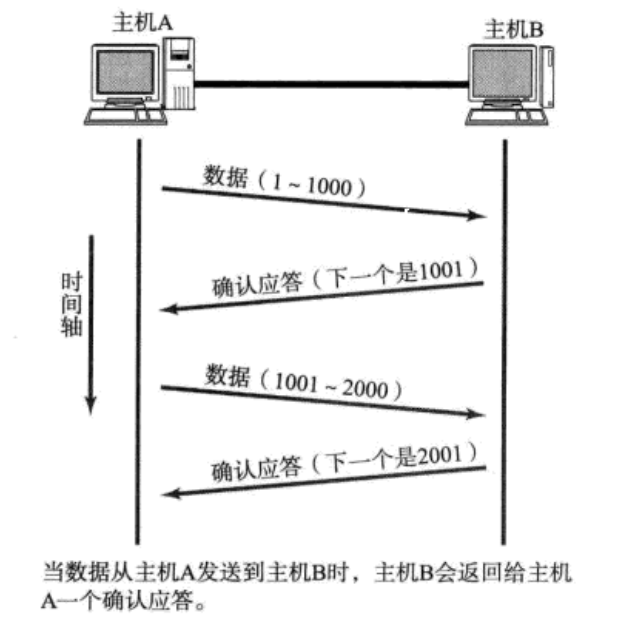 主机A
主机B
数据（1～1000）
确认应答（下一个是1001）
时间轴
数据（1001～2000）
确认应答（下一个是2001）
当数据从主机A发送到主机B时，主机B会返回给主机
A一个确认应答。